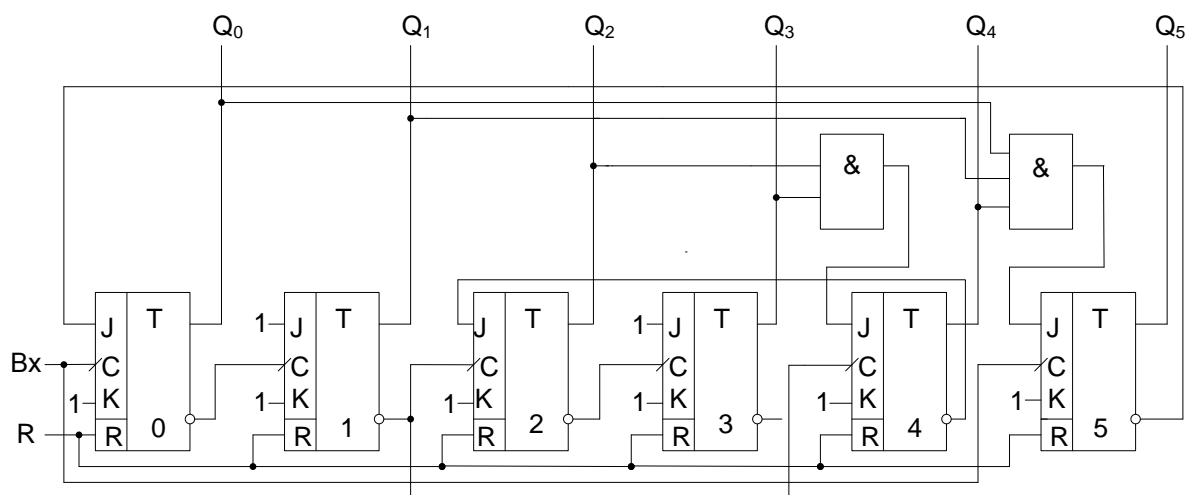 Q0 Q1 Q2 Q3 Q4 Q5
& &
T T T T T T
J 1 J J 1 J J J
Bx C C C C C C
1 K 1 K 1 K 1 K 1 K 1 K
0 1 2 3 4 5
R R R R R R R